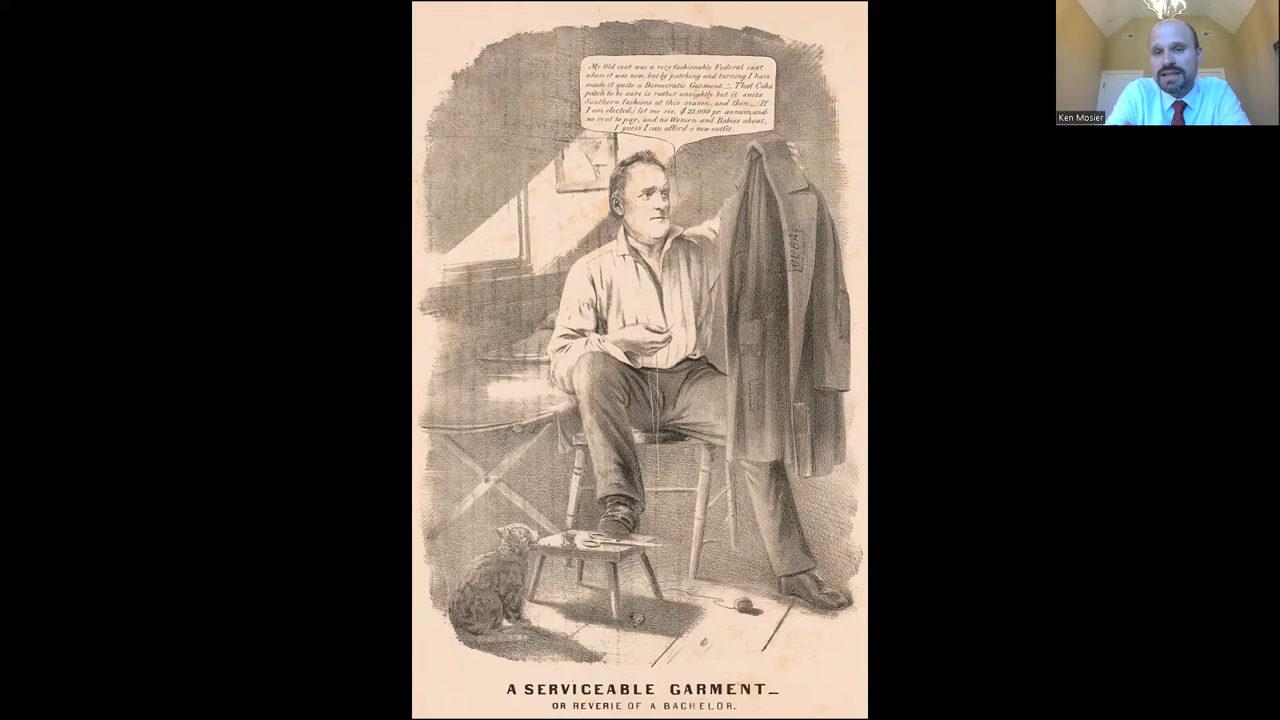 My Old coat was a very fashionable Federal coat
when it was new, but by patching and turning I have
made it quite a Democratic Garment_. That Cuba
patch to be sure is rather unsightly but it suits
Southern fashions at this season, and then_ (If
I am elected,) let me see, $25,000 pr annum, and
no rent to pay, and no Women and Babies about,
I guess I can afford a new outfit.
CUBA
A SERVICEABLE GARMENT_
OR REVERIE OF A BACHELOR.
Ken Mosier